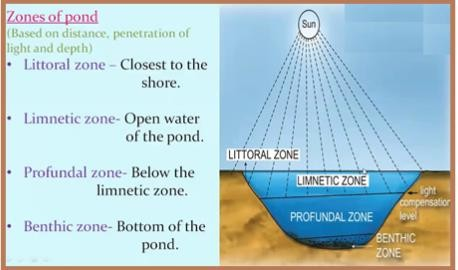 Zones of pond
(Based on distance, penetration of
light and depth)
• Littoral zone – Closest to the
shore.
• Limnetic zone- Open water
of the pond.
• Profundal zone- Below the
limnetic zone.
• Benthic zone- Bottom of the
pond.
Sun
LITTORAL ZONE
LIMNETIC ZONE
light
compensation
level
PROFUNDAL ZONE
BENTHIC
ZONE